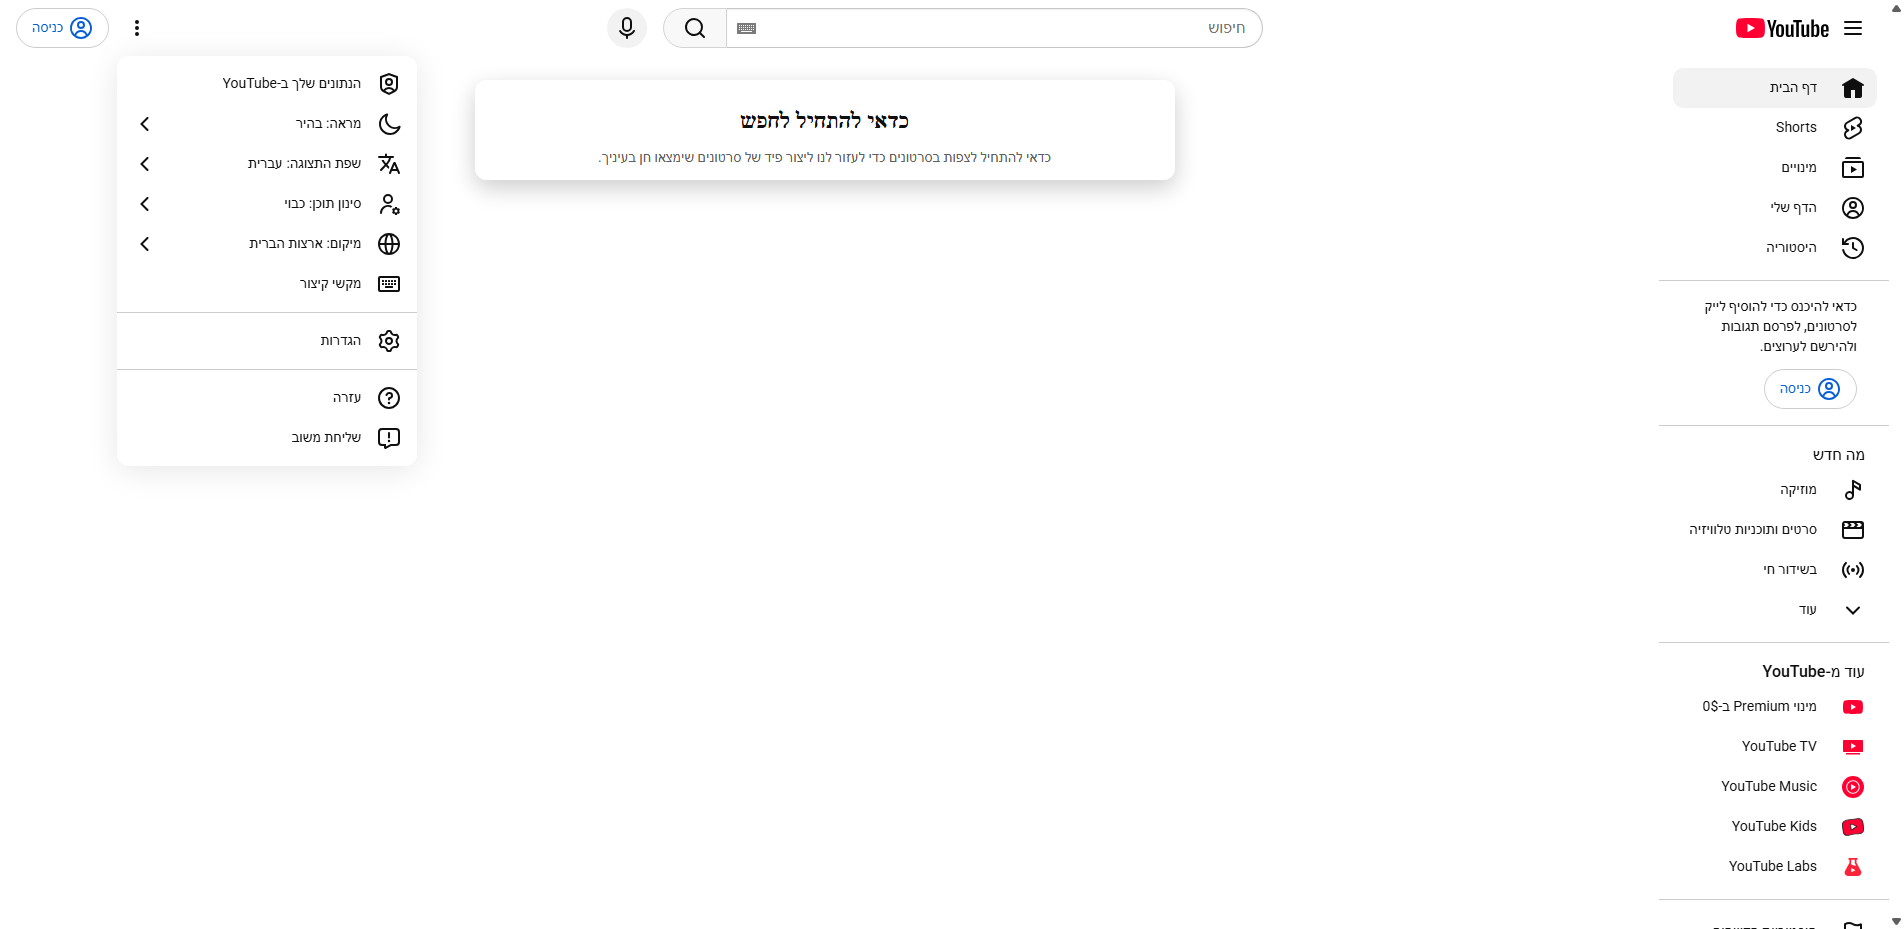 YouTube
חיפוש
כניסה
דף הבית
Shorts
מינויים
הדף שלי
היסטוריה
כדאי להיכנס כדי להוסיף לייק
לסרטונים, לפרסם תגובות
ולהירשם לערוצים.
כניסה
מה חדש
מוזיקה
סרטים ותוכניות טלוויזיה
בשידור חי
עוד
עוד מ-YouTube
מינוי Premium ב-$0
YouTube TV
YouTube Music
YouTube Kids
YouTube Labs
כדאי להתחיל לחפש
כדאי להתחיל לצפות בסרטונים כדי לעזור לנו ליצור פיד של סרטונים שימצאו חן בעיניך.
הנתונים שלך ב-YouTube
מראה: בהיר
שפת התצוגה: עברית
סינון תוכן: כבוי
מיקום: ארצות הברית
מקשי קיצור
הגדרות
עזרה
שליחת משוב